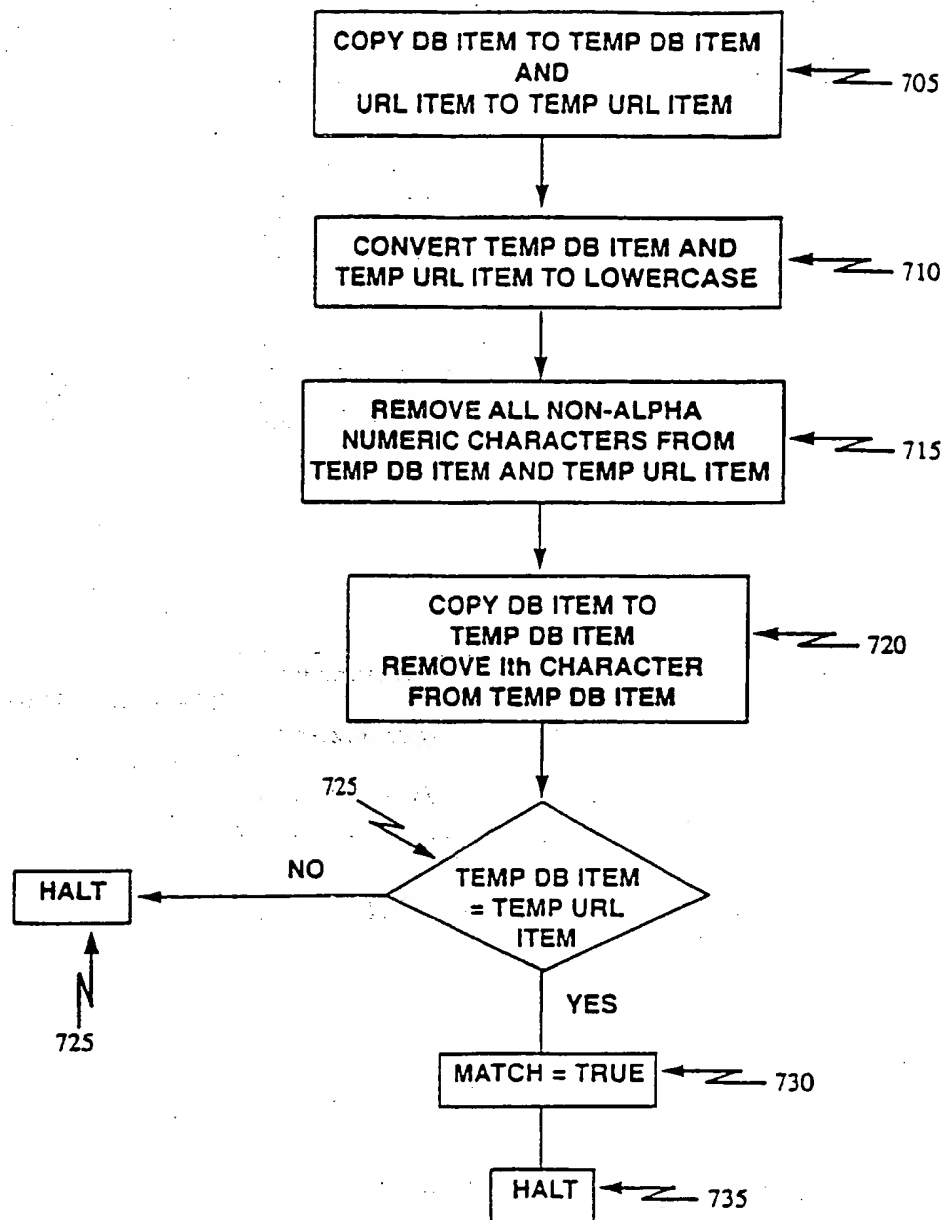 COPY DB ITEM TO TEMP DB ITEM
AND
URL ITEM TO TEMP URL ITEM
705
CONVERT TEMP DB ITEM AND
TEMP URL ITEM TO LOWERCASE
710
REMOVE ALL NON-ALPHA
NUMERIC CHARACTERS FROM
TEMP DB ITEM AND TEMP URL ITEM
715
COPY DB ITEM TO
TEMP DB ITEM
REMOVE Ith CHARACTER
FROM TEMP DB ITEM
720
725
NO
HALT
TEMP DB ITEM
= TEMP URL
ITEM
725
YES
MATCH = TRUE
730
HALT
735